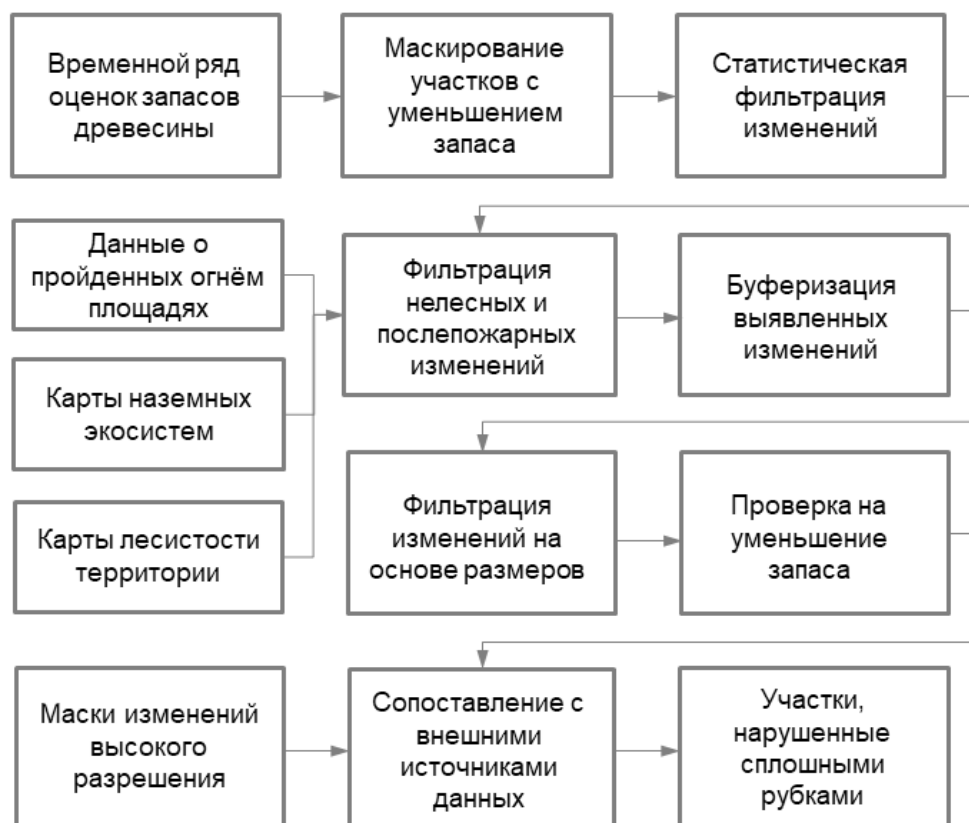 Временной ряд
оценок запасов
древесины
Маскирование
участков с
уменьшением
запаса
Статистическая
фильтрация
изменений
Данные о
пройденных огнём
площадях
Фильтрация
нелесных и
послепожарных
изменений
Буферизация
выявленных
изменений
Карты наземных
экосистем
Карты лесистости
территории
Фильтрация
изменений на
основе размеров
Проверка на
уменьшение
запаса
Маски изменений
высокого
разрешения
Сопоставление с
внешними
источниками
данных
Участки,
нарушенные
сплошными
рубками